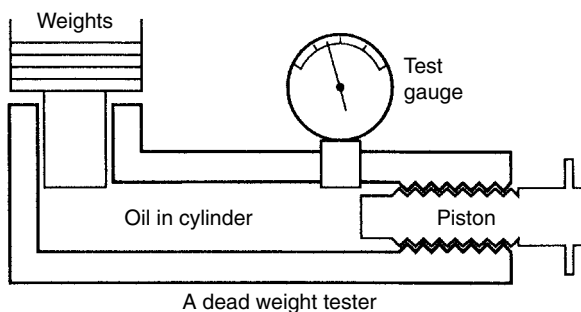 Weights
Test
gauge
Oil in cylinder
Piston
A dead weight tester